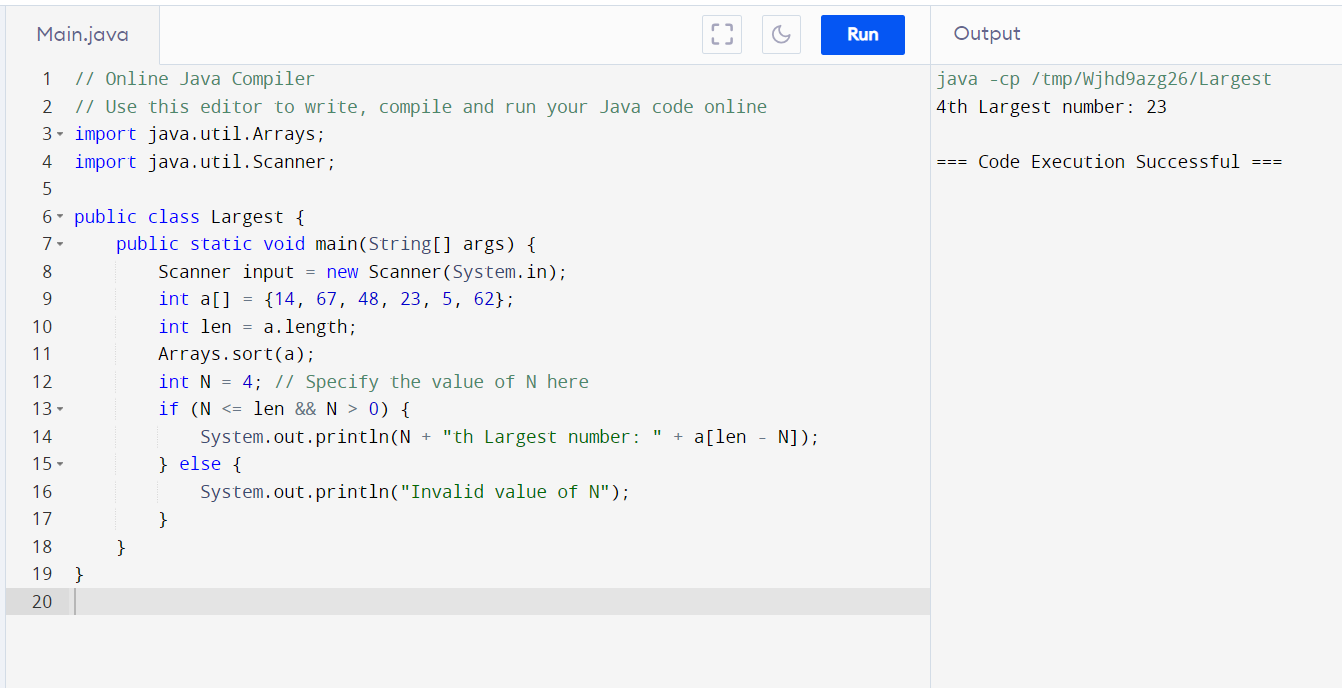 Main.java
Run
Output
1 // Online Java Compiler
2 // Use this editor to write, compile and run your Java code online
3 import java.util.Arrays;
4 import java.util.Scanner;
5
6 public class Largest {
7     public static void main(String[] args) {
8         Scanner input = new Scanner(System.in);
9         int a[] = {14, 67, 48, 23, 5, 62};
10         int len = a.length;
11         Arrays.sort(a);
12         int N = 4; // Specify the value of N here
13         if (N <= len && N > 0) {
14             System.out.println(N + "th Largest number: " + a[len - N]);
15         } else {
16             System.out.println("Invalid value of N");
17         }
18     }
19 }
20
java -cp /tmp/Wjhd9azg26/Largest
4th Largest number: 23
=== Code Execution Successful ===